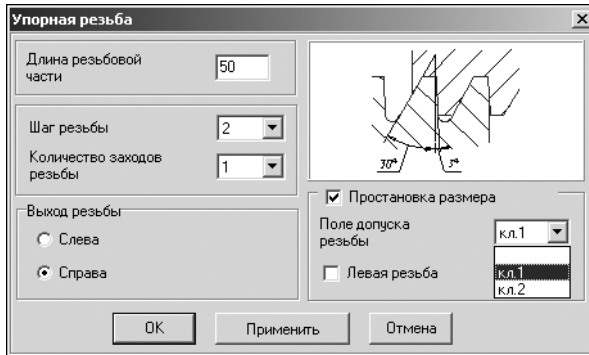 Упорная резьба
Длина резьбовой
части
50
Шаг резьбы
2
Количество заходов
резьбы
1
Выход резьбы
Слева
Справа
30°
3°
Простановка размера
Поле допуска
резьбы
кл.1
Левая резьба
кл.1
кл.2
OK
Применить
Отмена